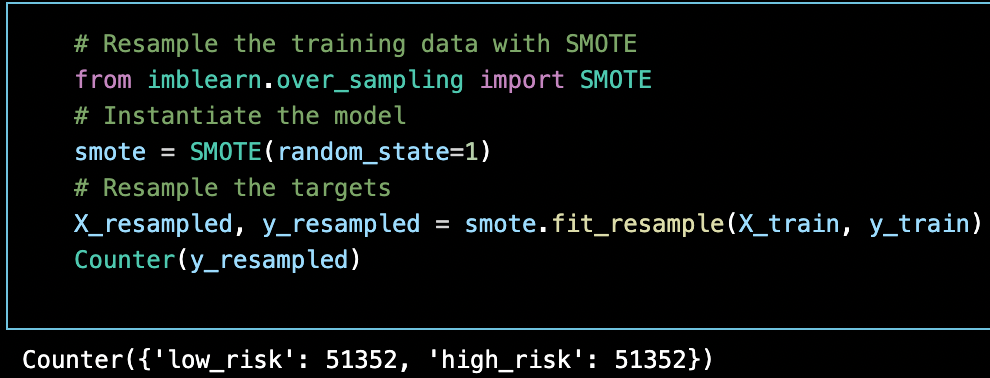 # Resample the training data with SMOTE
from imblearn.over_sampling import SMOTE
# Instantiate the model
smote = SMOTE(random_state=1)
# Resample the targets
X_resampled, y_resampled = smote.fit_resample(X_train, y_train)
Counter(y_resampled)
Counter({'low_risk': 51352, 'high_risk': 51352})